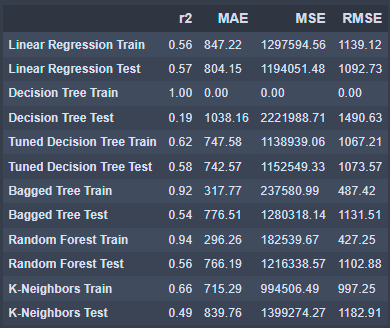 r2 MAE MSE RMSE
Linear Regression Train 0.56 847.22 1297594.56 1139.12
Linear Regression Test 0.57 804.15 1194051.48 1092.73
Decision Tree Train 1.00 0.00 0.00 0.00
Decision Tree Test 0.19 1038.16 2221988.71 1490.63
Tuned Decision Tree Train 0.62 747.58 1138939.06 1067.21
Tuned Decision Tree Test 0.58 742.57 1152549.33 1073.57
Bagged Tree Train 0.92 317.77 237580.99 487.42
Bagged Tree Test 0.54 776.51 1280318.14 1131.51
Random Forest Train 0.94 296.26 182539.67 427.25
Random Forest Test 0.56 766.19 1216338.57 1102.88
K-Neighbors Train 0.66 715.29 994506.49 997.25
K-Neighbors Test 0.49 839.76 1399274.27 1182.91